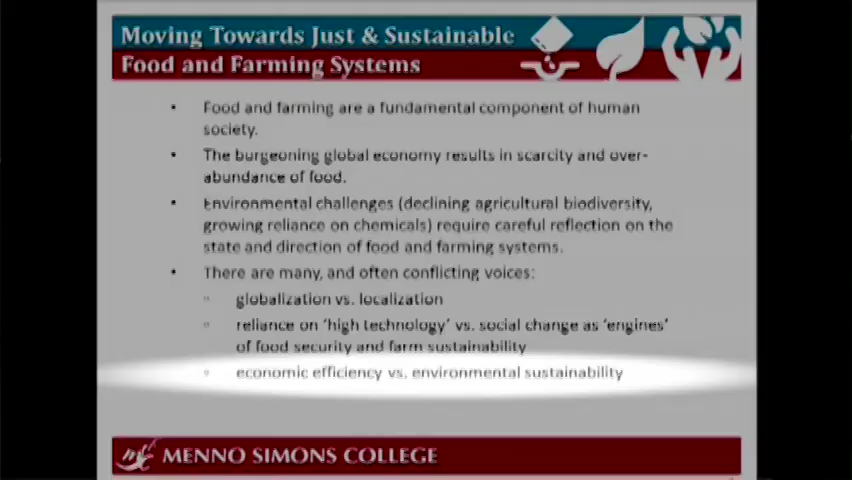 Moving Towards Just & Sustainable
Food and Farming Systems
• Food and farming are a fundamental component of human
society.
• The burgeoning global economy results in scarcity and over-
abundance of food.
• Environmental challenges (declining agricultural biodiversity,
growing reliance on chemicals) require careful reflection on the
state and direction of food and farming systems.
• There are many, and often conflicting voices:
◦ globalization vs. localization
◦ reliance on ‘high technology’ vs. social change as ‘engines’
of food security and farm sustainability
◦ economic efficiency vs. environmental sustainability
MENNO SIMONS COLLEGE